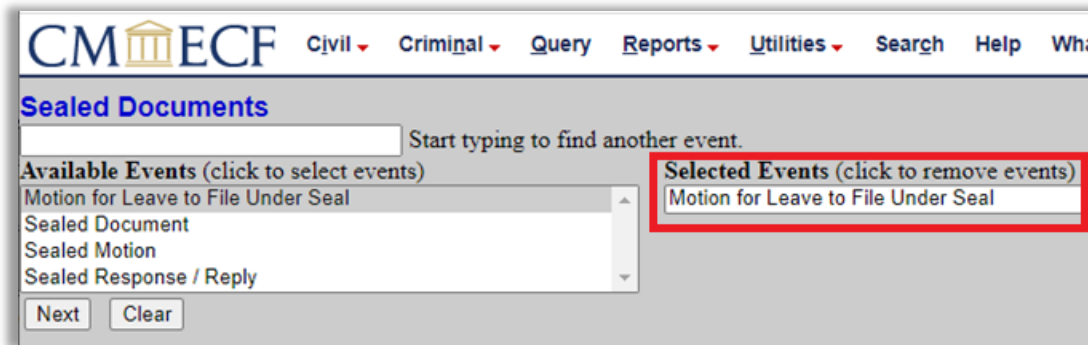 CM ECF Civil Criminal Query Reports Utilities Search Help
Sealed Documents
Start typing to find another event.
Available Events (click to select events) Selected Events (click to remove events)
Motion for Leave to File Under Seal Motion for Leave to File Under Seal
Sealed Document
Sealed Motion
Sealed Response / Reply
Next Clear